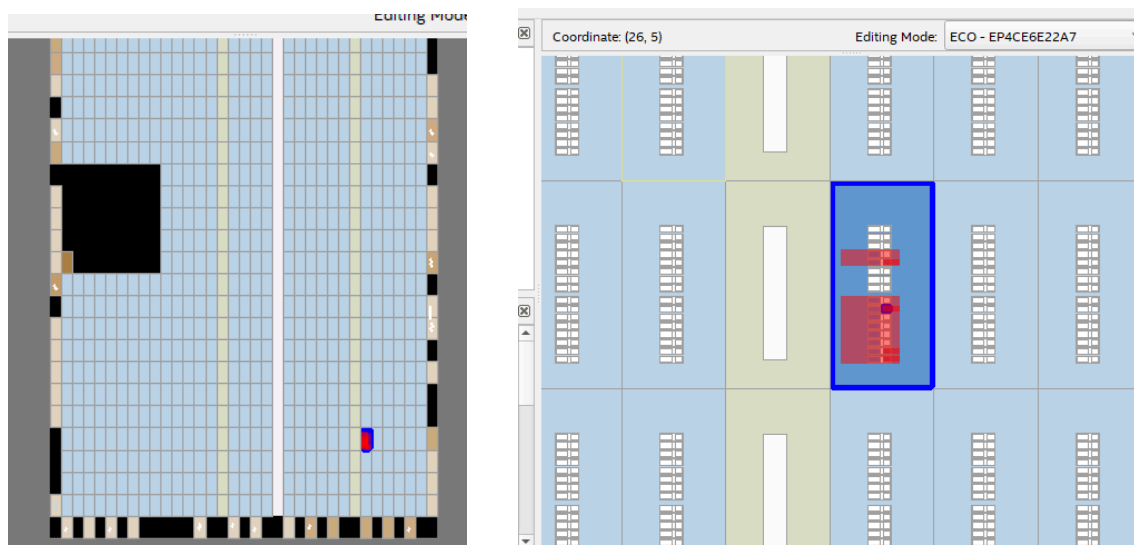 Editing Mode
Coordinate: (26, 5)
Editing Mode:
ECO - EP4CE6E22A7